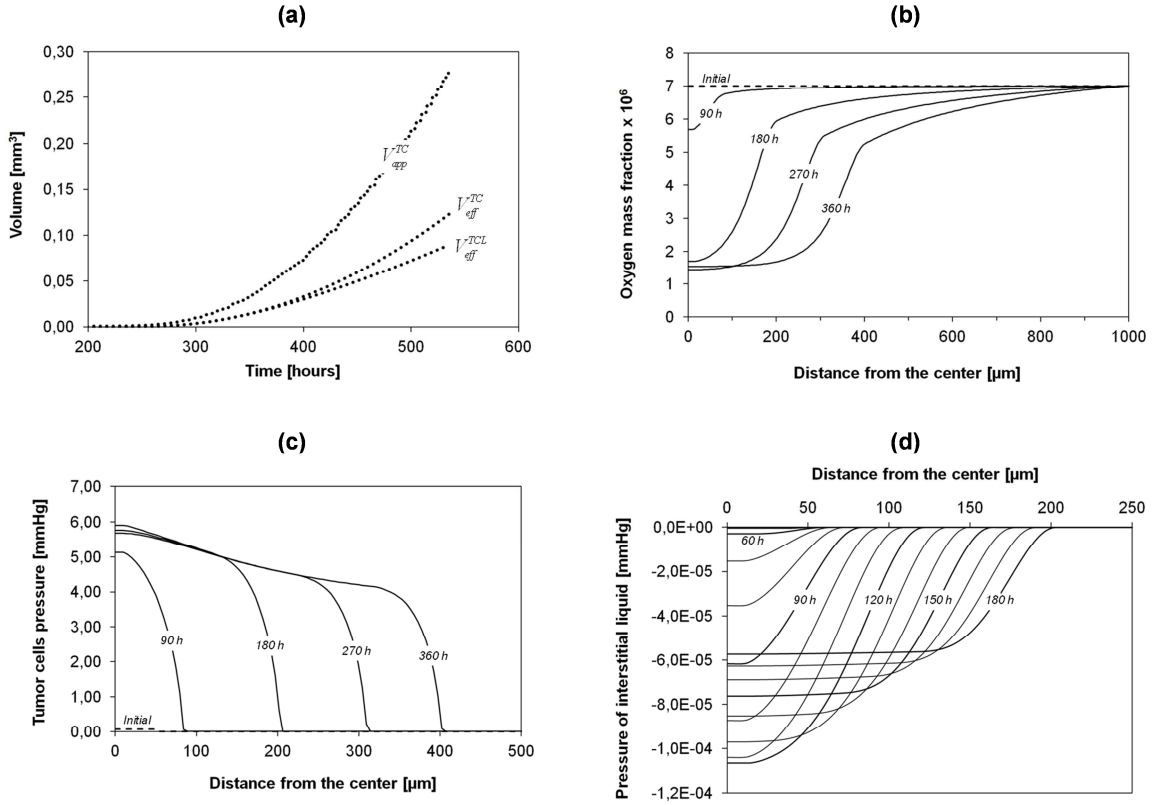 (a)
0,30
0,25
0,20
0,15
0,10
0,05
0,00
Volume [mm³]
V^{TC}_{app}
V^{TC}_{eff}
V^{TCL}_{eff}
200 300 400 500 600
Time [hours]
(b)
8
7
6
5
4
3
2
1
0
Oxygen mass fraction x 10⁶
Initial
90 h
180 h
270 h
360 h
0 200 400 600 800 1000
Distance from the center [µm]
(c)
7,00
6,00
5,00
4,00
3,00
2,00
1,00
0,00
Tumor cells pressure [mmHg]
90 h
180 h
270 h
360 h
Initial
0 100 200 300 400 500
Distance from the center [µm]
(d)
Distance from the center [µm]
0 50 100 150 200 250
0,0E+00
-2,0E-05
-4,0E-05
-6,0E-05
-8,0E-05
-1,0E-04
-1,2E-04
Pressure of interstitial liquid [mmHg]
60 h
90 h
120 h
150 h
180 h